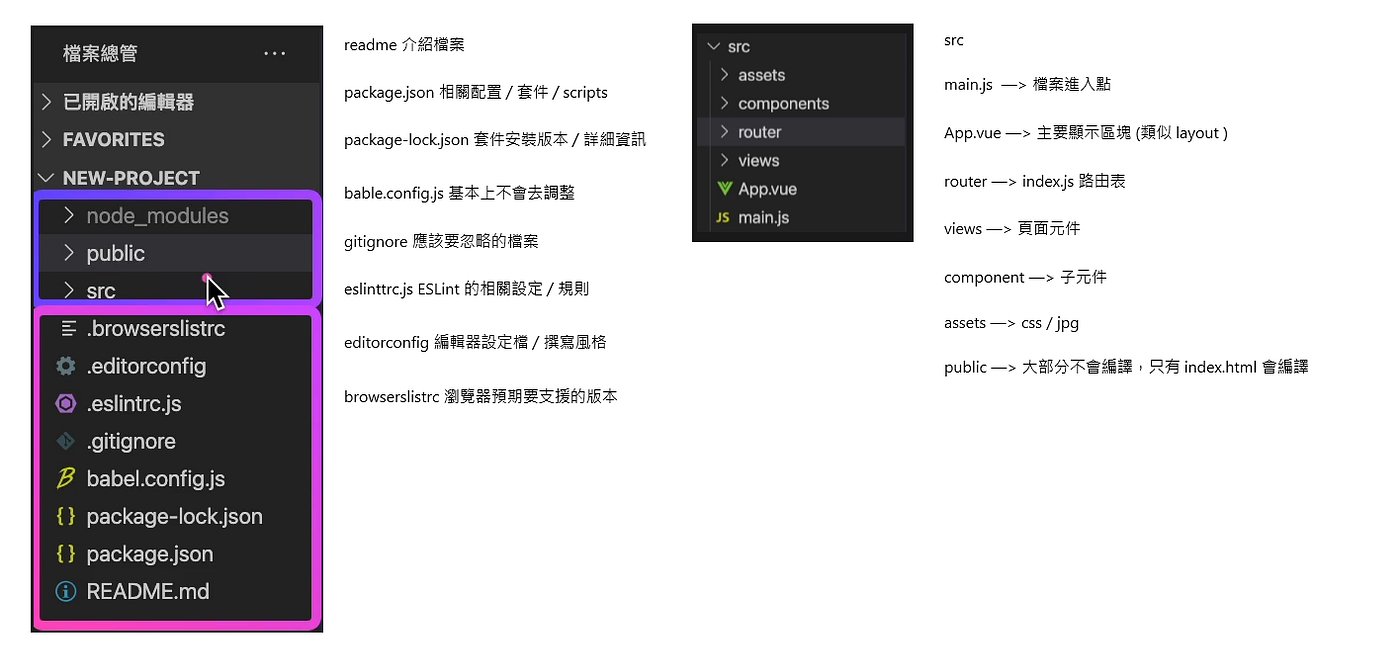 檔案總管
已開啟的編輯器
FAVORITES
NEW-PROJECT
node_modules
public
src
.browserslistrc
.editorconfig
.eslintrc.js
.gitignore
babel.config.js
package-lock.json
package.json
README.md
readme 介紹檔案
package.json 相關配置 / 套件 / scripts
package-lock.json 套件安裝版本 / 詳細資訊
bable.config.js 基本上不會去調整
gitignore 應該要忽略的檔案
eslinttrc.js ESLint 的相關設定 / 規則
editorconfig 編輯器設定檔 / 撰寫風格
browserslistrc 瀏覽器預期要支援的版本
src
assets
components
router
views
App.vue
JS main.js
src
main.js —> 檔案進入點
App.vue —> 主要顯示區塊 (類似 layout )
router —> index.js 路由表
views —> 頁面元件
component —> 子元件
assets —> css / jpg
public —> 大部分不會編譯，只有 index.html 會編譯